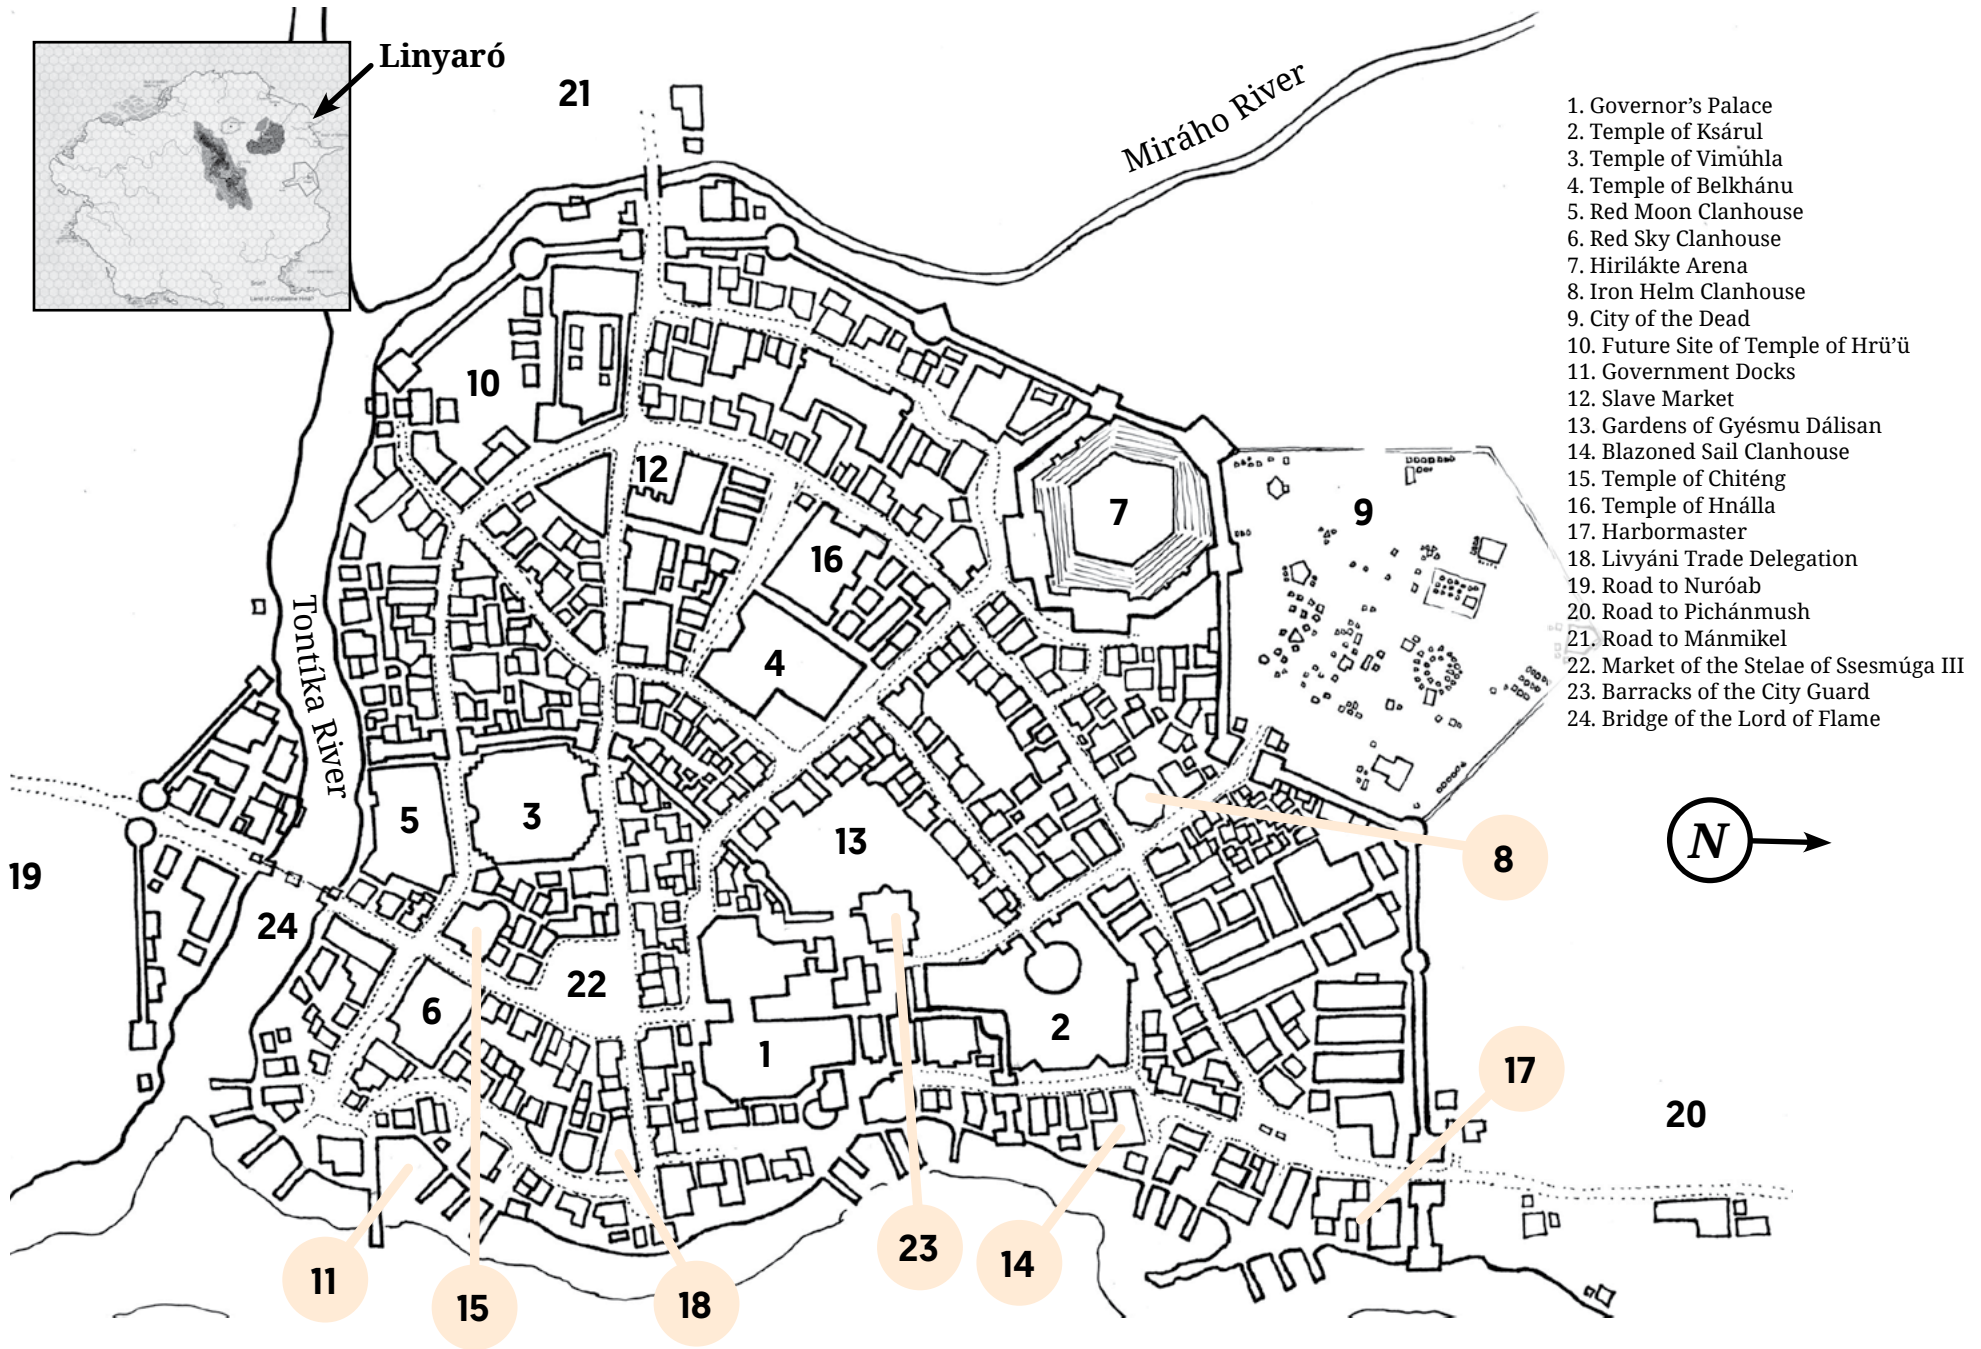 Linyaró
21
Miráho River
1. Governor’s Palace
2. Temple of Ksárul
3. Temple of Vimúhla
4. Temple of Belkhánu
5. Red Moon Clanhouse
6. Red Sky Clanhouse
7. Hirilákte Arena
8. Iron Helm Clanhouse
9. City of the Dead
10. Future Site of Temple of Hrü’ü
11. Government Docks
12. Slave Market
13. Gardens of Gyésmu Dálisan
14. Blazoned Sail Clanhouse
15. Temple of Chiténg
16. Temple of Hnálla
17. Harbormaster
18. Livyáni Trade Delegation
19. Road to Nuróab
20. Road to Pichánmush
21. Road to Mánmikel
22. Market of the Stelae of Ssesmúga III
23. Barracks of the City Guard
24. Bridge of the Lord of Flame
Land of Crystalline Hind?
10
12
7
9
16
Tontíka River
4
5
3
13
8
N
19
24
22
6
1
2
17
20
11
15
18
23
14